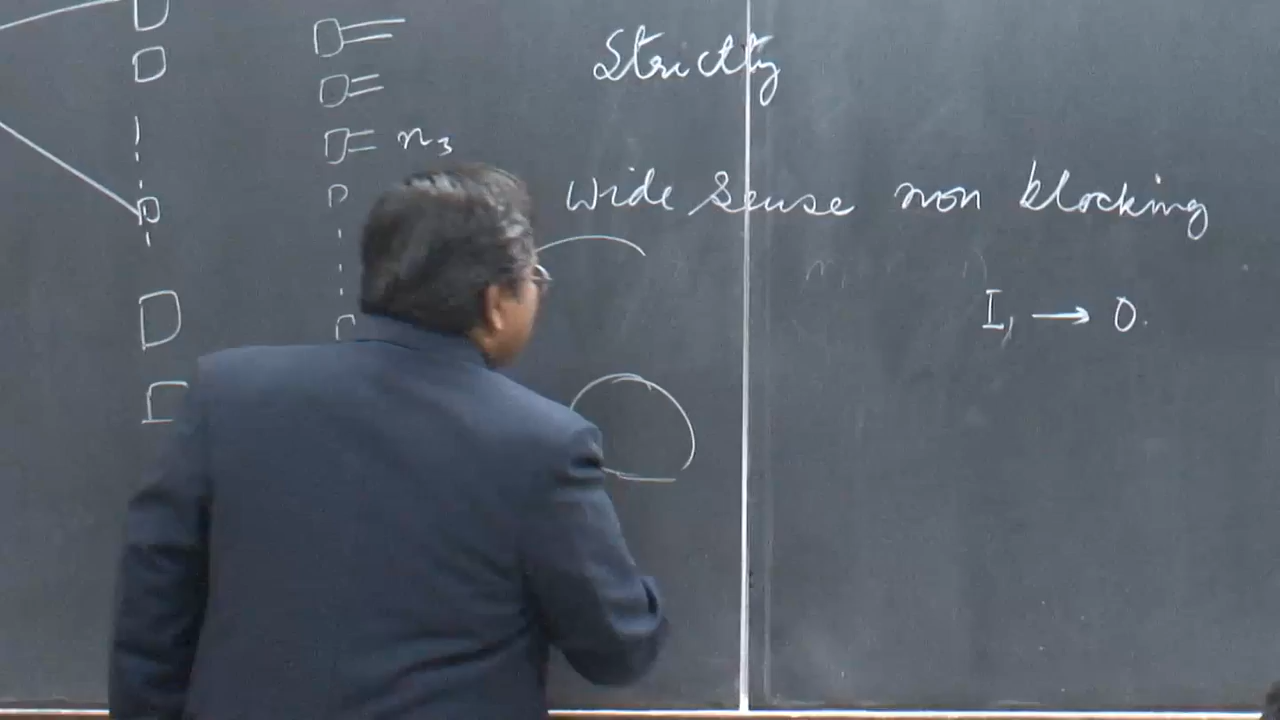 Strictly
n₃
wide sense non blocking
I₁ → O.